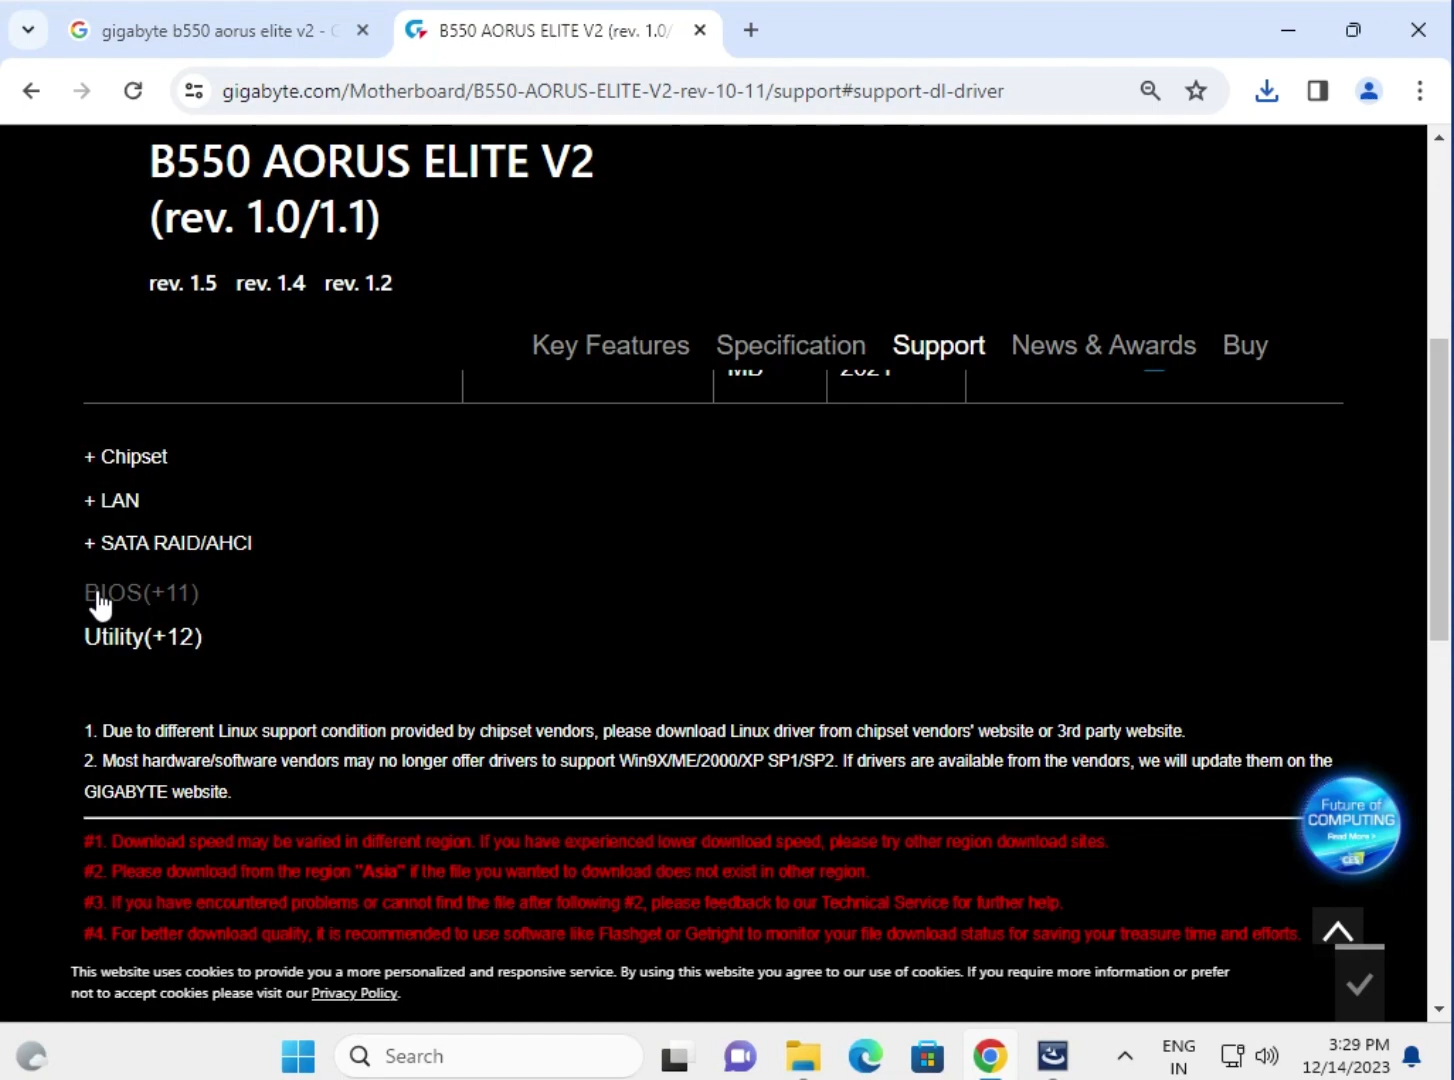 gigabyte b550 aorus elite v2 -
B550 AORUS ELITE V2 (rev. 1.0/
gigabyte.com/Motherboard/B550-AORUS-ELITE-V2-rev-10-11/support#support-dl-driver
B550 AORUS ELITE V2
(rev. 1.0/1.1)
rev. 1.5 rev. 1.4 rev. 1.2
Key Features Specification Support News & Awards Buy
MB 2021
+ Chipset
+ LAN
+ SATA RAID/AHCI
BIOS(+11)
Utility(+12)
1. Due to different Linux support condition provided by chipset vendors, please download Linux driver from chipset vendors' website or 3rd party website.
2. Most hardware/software vendors may no longer offer drivers to support Win9X/ME/2000/XP SP1/SP2. If drivers are available from the vendors, we will update them on the
GIGABYTE website.
Future of
COMPUTING
Read More >
CES
#1. Download speed may be varied in different region. If you have experienced lower download speed, please try other region download sites.
#2. Please download from the region "Asia" if the file you wanted to download does not exist in other region.
#3. If you have encountered problems or cannot find the file after following #2, please feedback to our Technical Service for further help.
#4. For better download quality, it is recommended to use software like Flashget or Getright to monitor your file download status for saving your treasure time and efforts.
This website uses cookies to provide you a more personalized and responsive service. By using this website you agree to our use of cookies. If you require more information or prefer
not to accept cookies please visit our Privacy Policy.
Search
ENG
IN
3:29 PM
12/14/2023